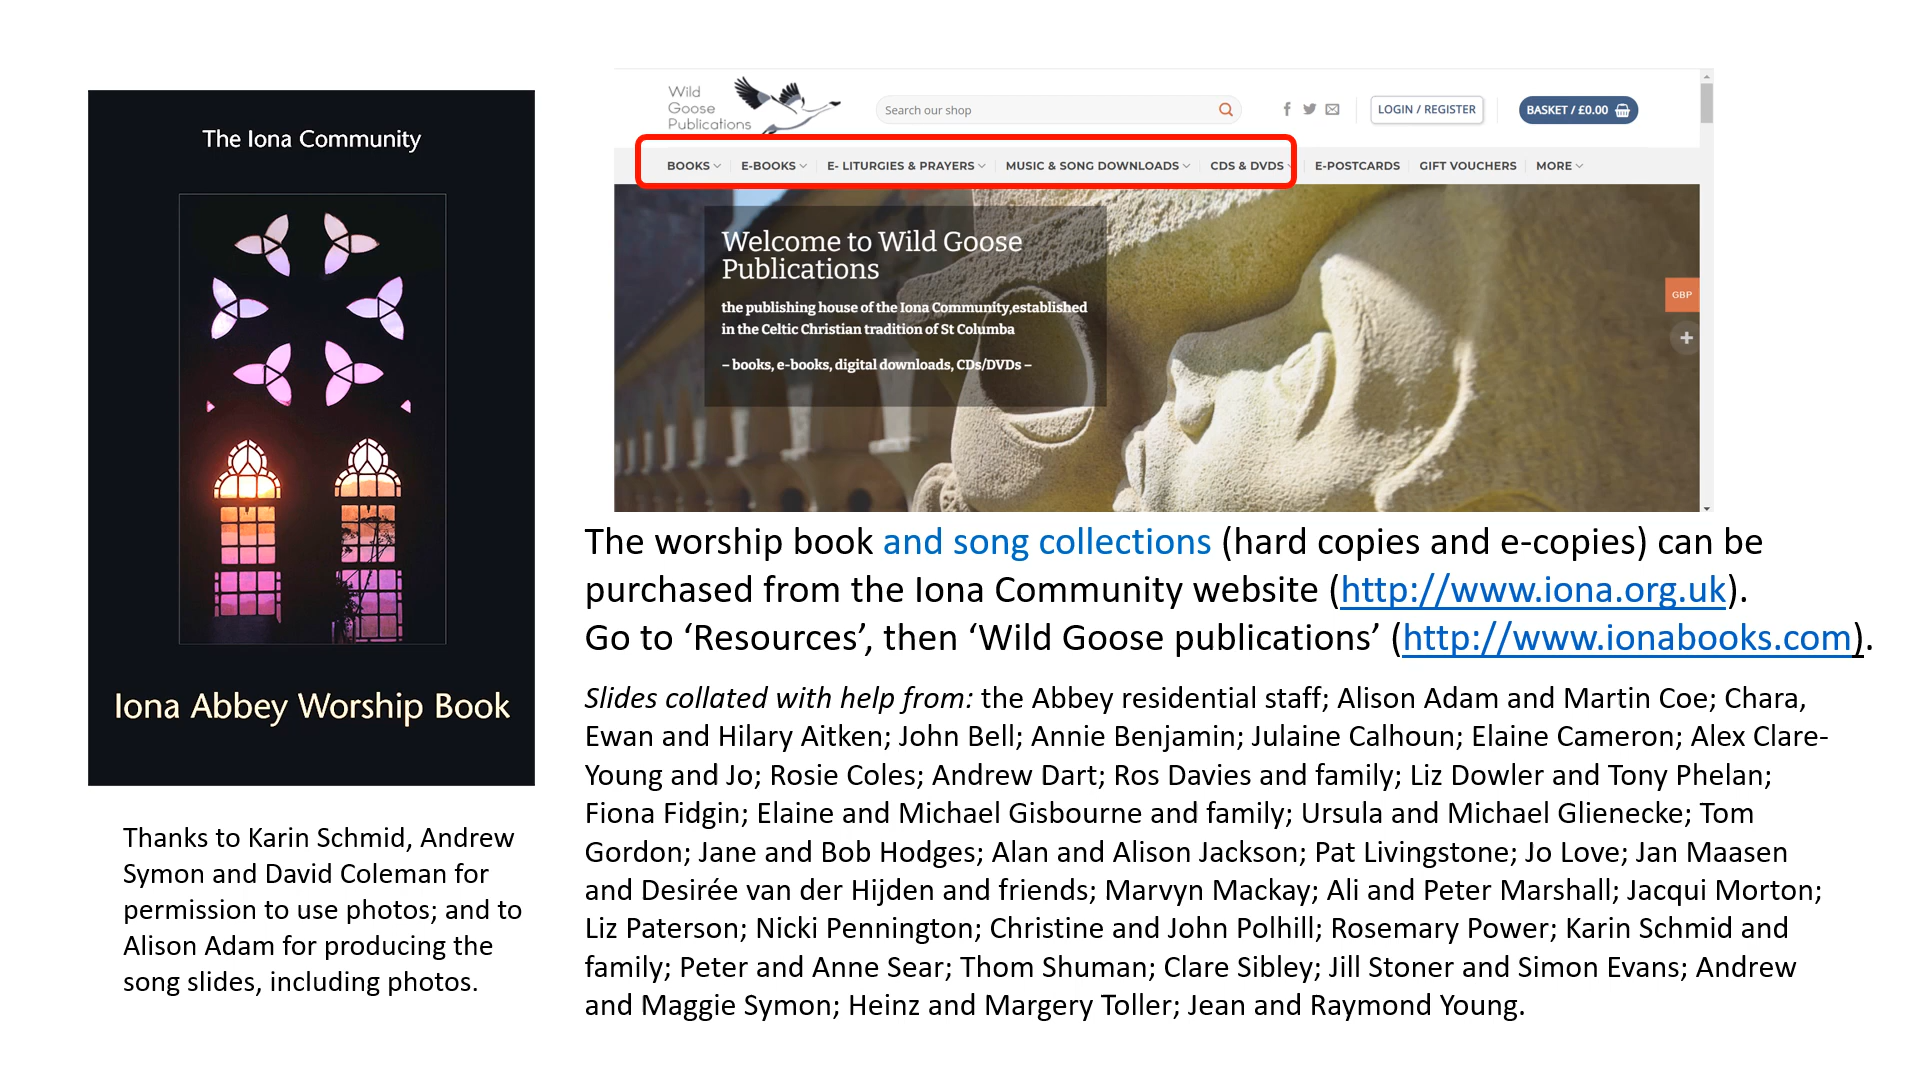 The Iona Community
Iona Abbey Worship Book
Thanks to Karin Schmid, Andrew
Symon and David Coleman for
permission to use photos; and to
Alison Adam for producing the
song slides, including photos.
Wild
Goose
Publications
Search our shop
LOGIN / REGISTER
BASKET / £0.00
BOOKS E-BOOKS E- LITURGIES & PRAYERS MUSIC & SONG DOWNLOADS CDS & DVDS E-POSTCARDS GIFT VOUCHERS MORE
Welcome to Wild Goose
Publications
the publishing house of the Iona Community,established
in the Celtic Christian tradition of St Columba
– books, e-books, digital downloads, CDs/DVDs –
GBP
The worship book and song collections (hard copies and e-copies) can be
purchased from the Iona Community website (http://www.iona.org.uk).
Go to ‘Resources’, then ‘Wild Goose publications’ (http://www.ionabooks.com).
Slides collated with help from: the Abbey residential staff; Alison Adam and Martin Coe; Chara,
Ewan and Hilary Aitken; John Bell; Annie Benjamin; Julaine Calhoun; Elaine Cameron; Alex Clare-
Young and Jo; Rosie Coles; Andrew Dart; Ros Davies and family; Liz Dowler and Tony Phelan;
Fiona Fidgin; Elaine and Michael Gisbourne and family; Ursula and Michael Glienecke; Tom
Gordon; Jane and Bob Hodges; Alan and Alison Jackson; Pat Livingstone; Jo Love; Jan Maasen
and Desirée van der Hijden and friends; Marvyn Mackay; Ali and Peter Marshall; Jacqui Morton;
Liz Paterson; Nicki Pennington; Christine and John Polhill; Rosemary Power; Karin Schmid and
family; Peter and Anne Sear; Thom Shuman; Clare Sibley; Jill Stoner and Simon Evans; Andrew
and Maggie Symon; Heinz and Margery Toller; Jean and Raymond Young.